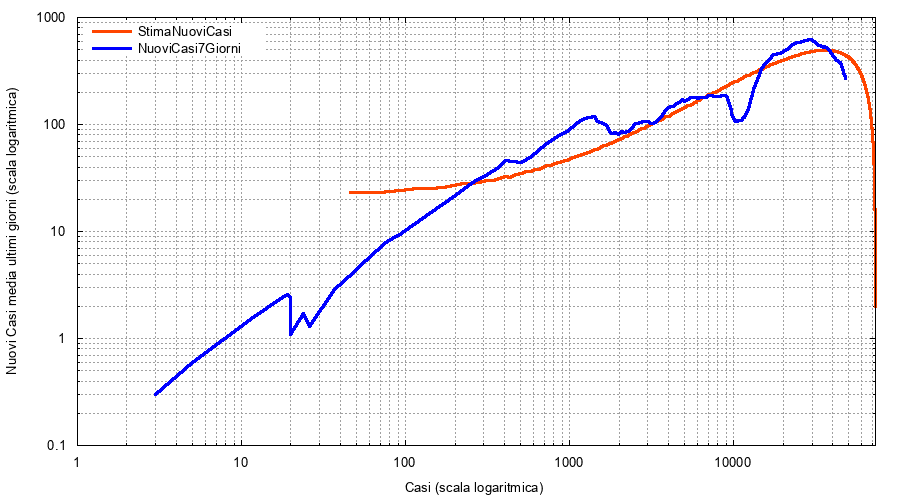 1000
StimaNuoviCasi
NuoviCasi7Giorni
100
10
1
0.1
1 10 100 1000 10000
Nuovi Casi media ultimi giorni (scala logaritmica)
Casi (scala logaritmica)